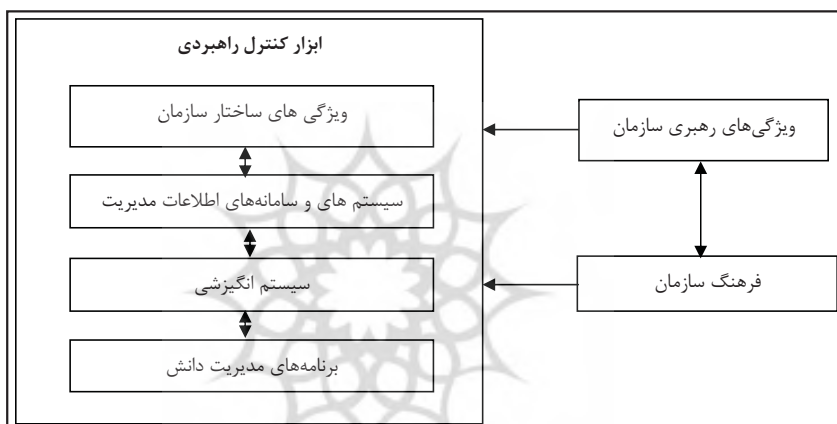 ابزار کنترل راهبردی
ویژگی های ساختار سازمان
سیستم های و سامانه‌های اطلاعات مدیریت
سیستم انگیزشی
برنامه‌های مدیریت دانش
ویژگی‌های رهبری سازمان
فرهنگ سازمان